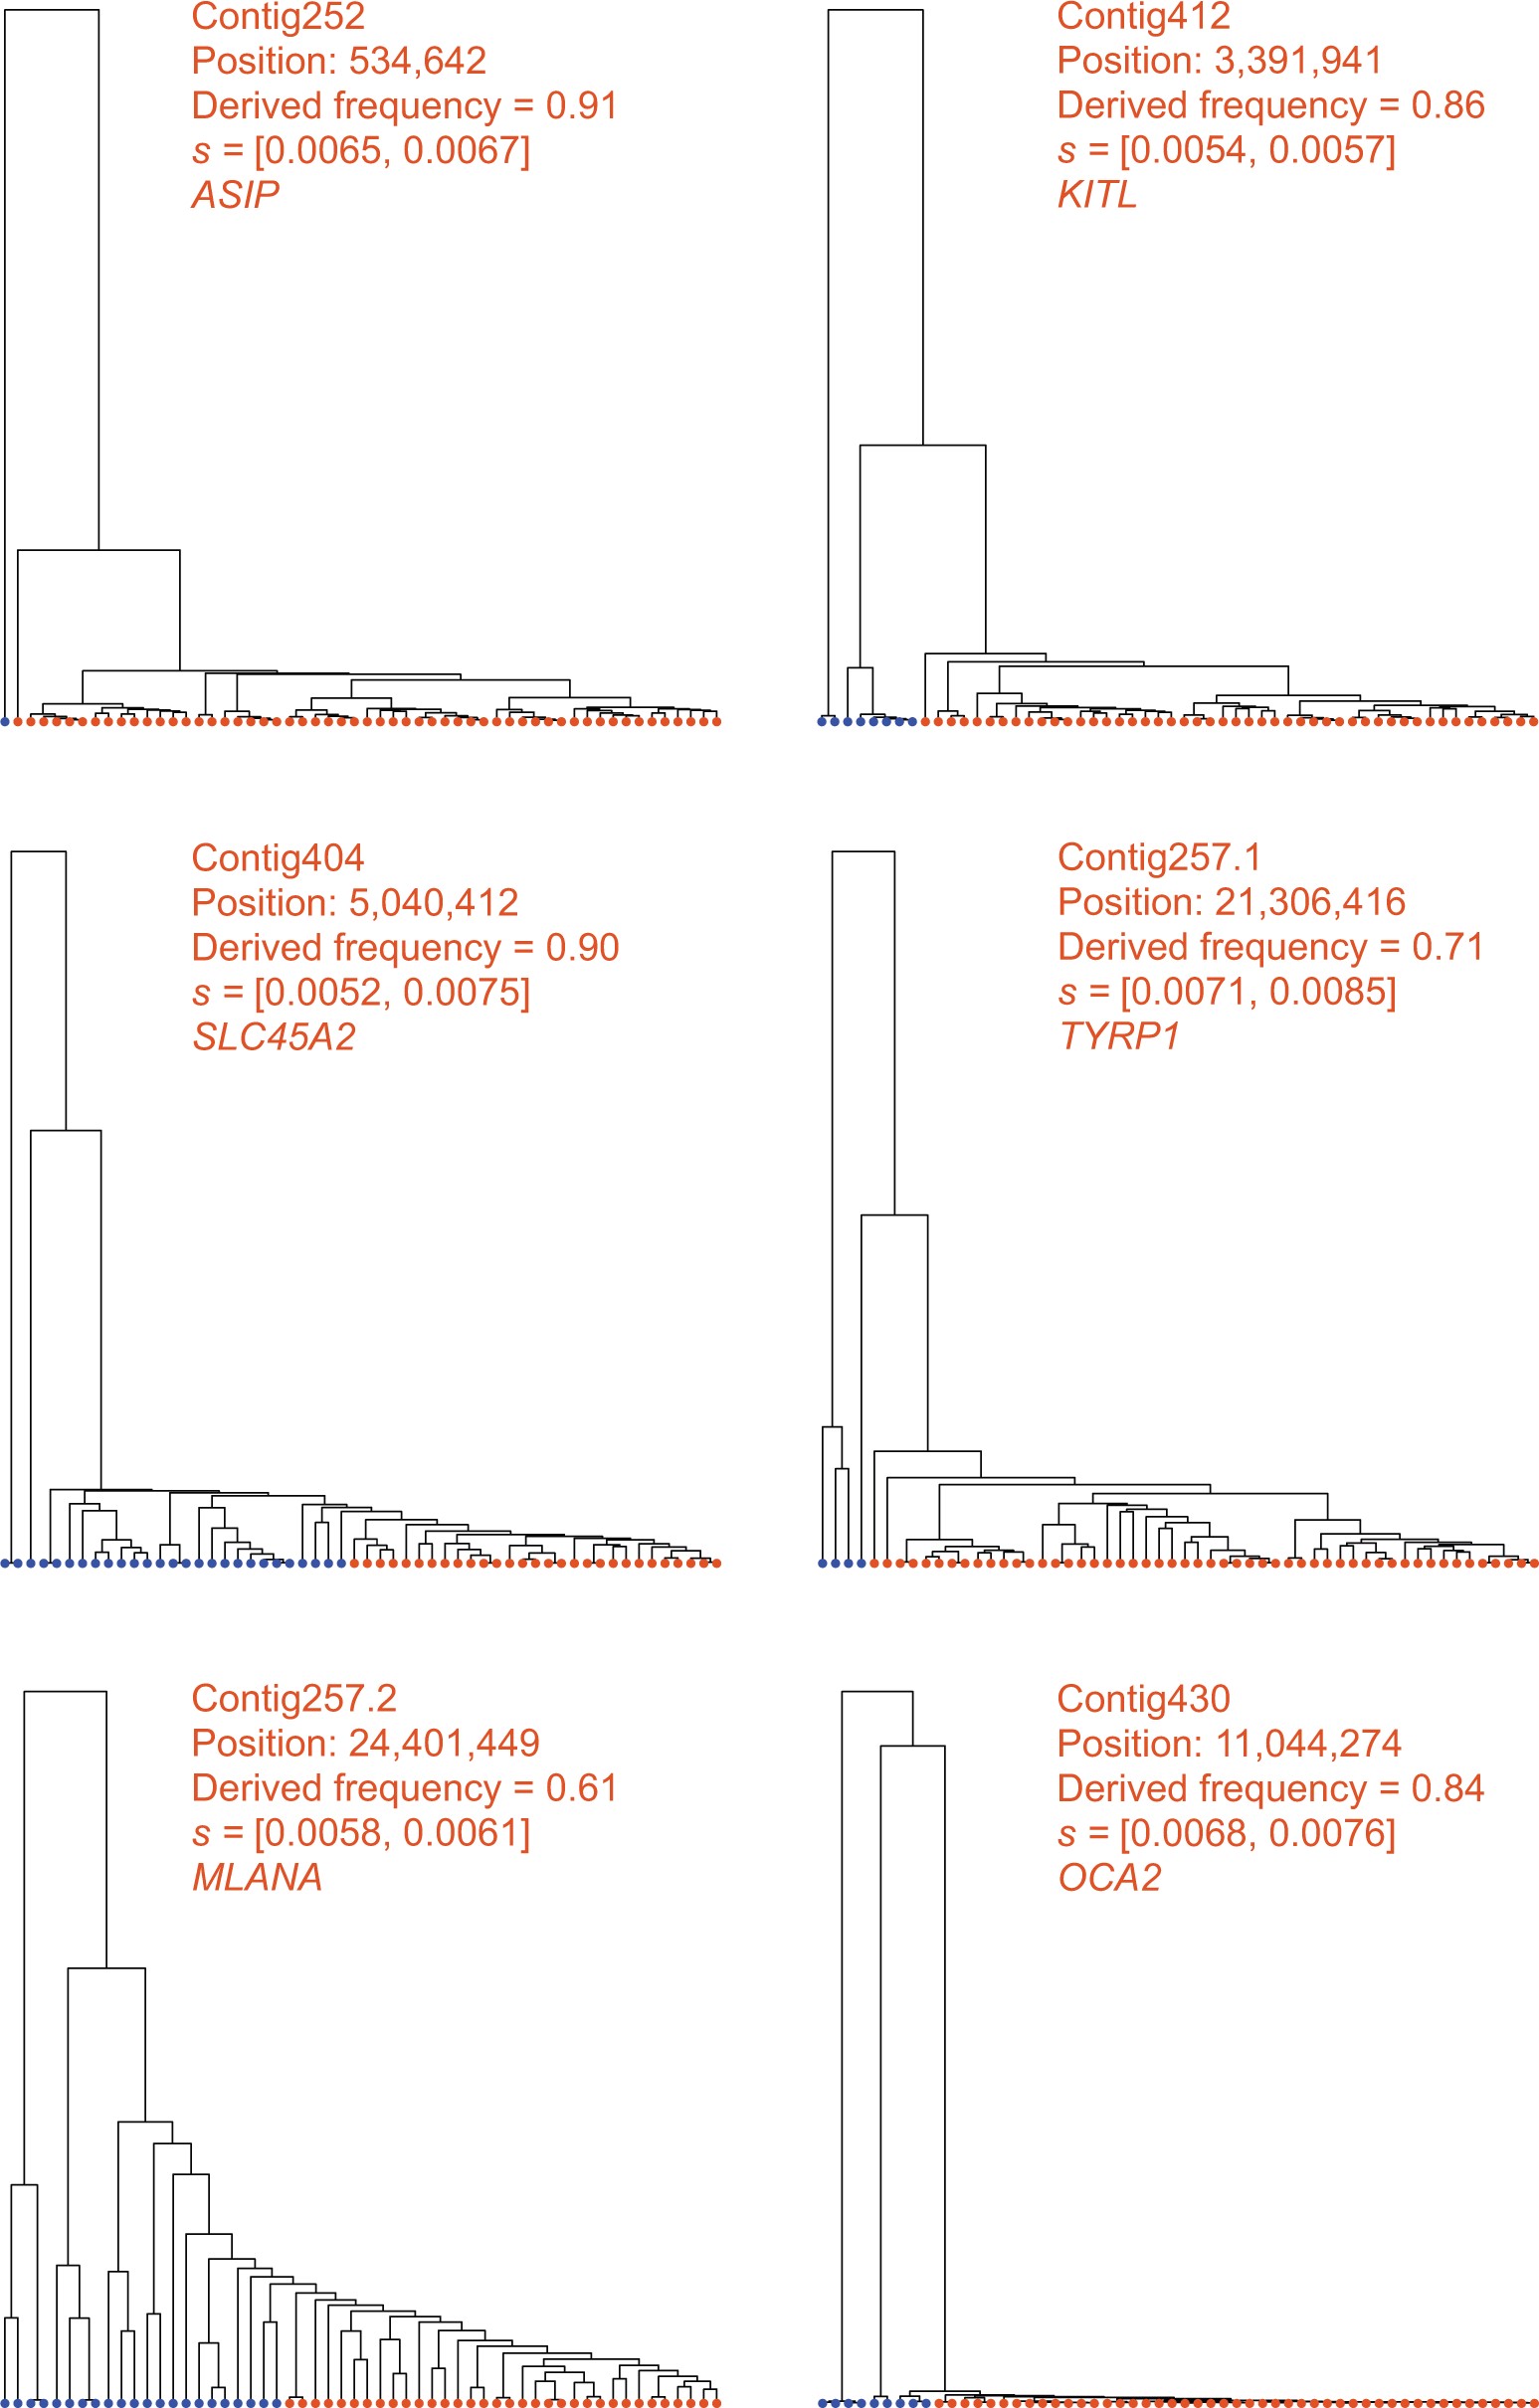 Contig252
Position: 534,642
Derived frequency = 0.91
s = [0.0065, 0.0067]
ASIP
Contig412
Position: 3,391,941
Derived frequency = 0.86
s = [0.0054, 0.0057]
KITL
Contig404
Position: 5,040,412
Derived frequency = 0.90
s = [0.0052, 0.0075]
SLC45A2
Contig257.1
Position: 21,306,416
Derived frequency = 0.71
s = [0.0071, 0.0085]
TYRP1
Contig257.2
Position: 24,401,449
Derived frequency = 0.61
s = [0.0058, 0.0061]
MLANA
Contig430
Position: 11,044,274
Derived frequency = 0.84
s = [0.0068, 0.0076]
OCA2